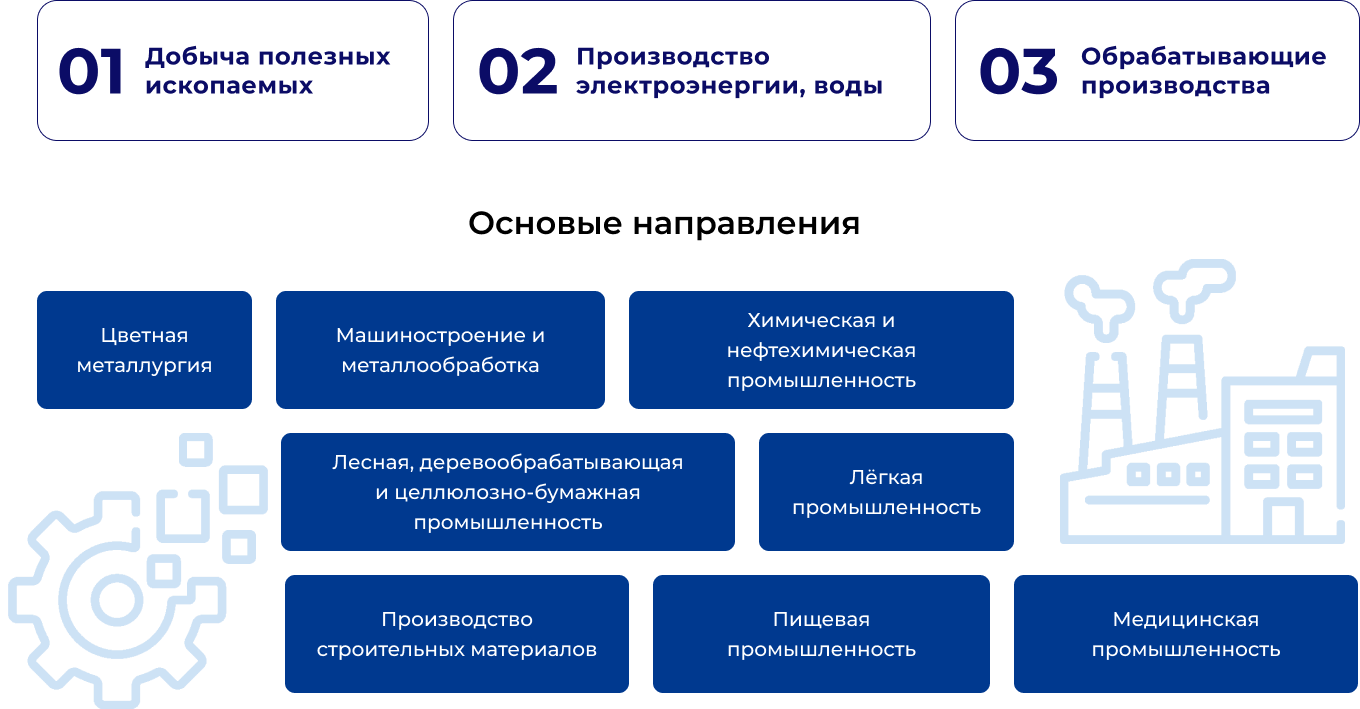 01
Добыча полезных
ископаемых
02
Производство
электроэнергии, воды
03
Обрабатывающие
производства
Основые направления
Цветная
металлургия
Машиностроение и
металлообработка
Химическая и
нефтехимическая
промышленность
Лесная, деревообрабатывающая
и целлюлозно-бумажная
промышленность
Лёгкая
промышленность
Производство
строительных материалов
Пищевая
промышленность
Медицинская
промышленность